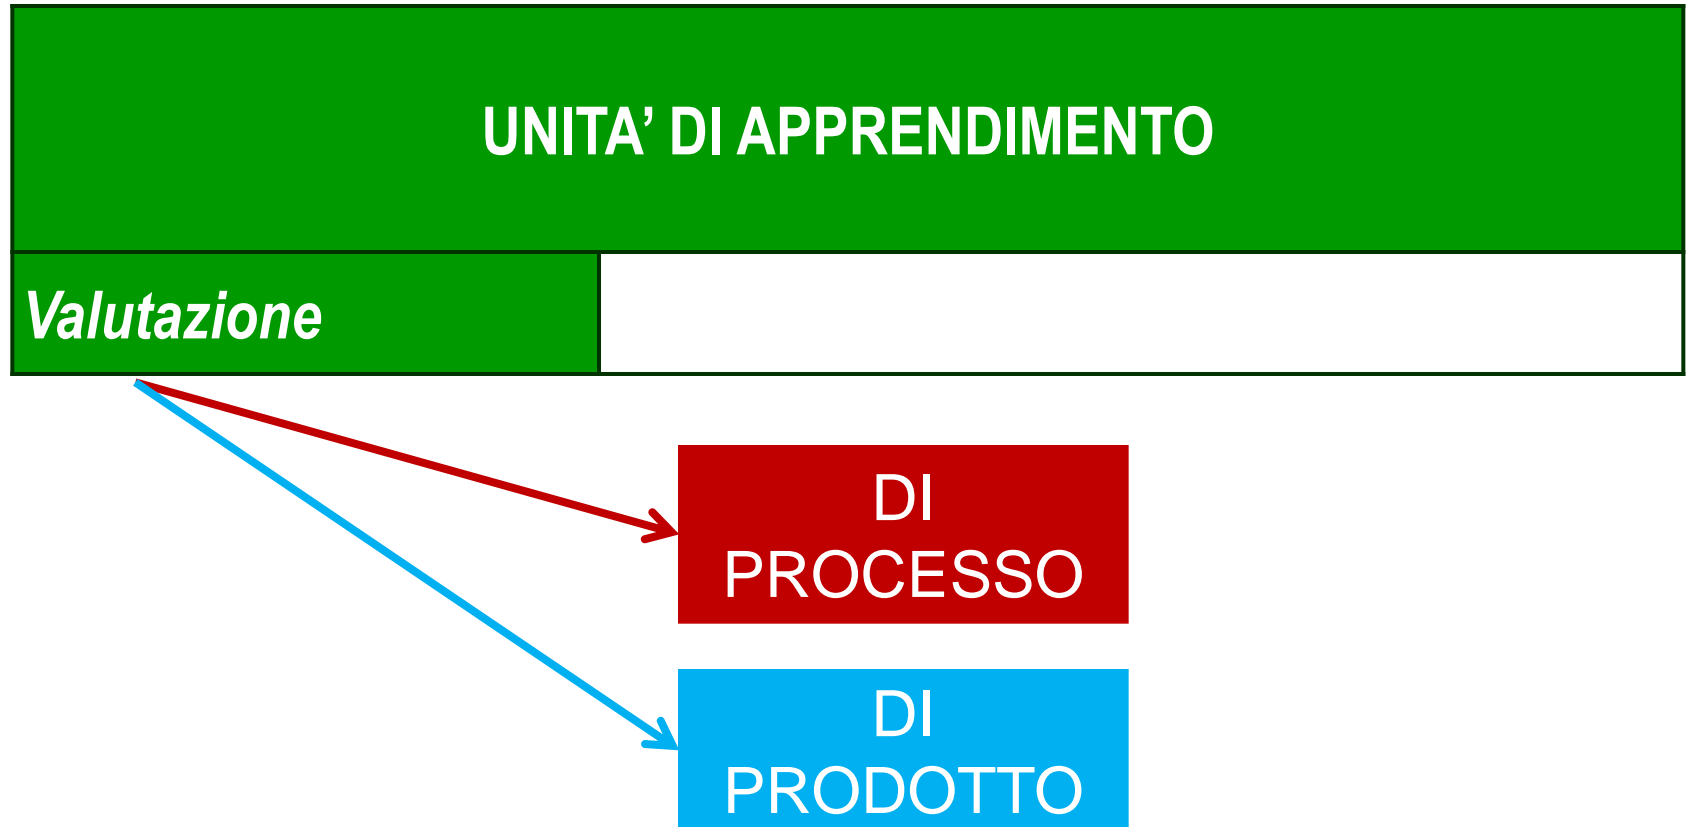 UNITA’ DI APPRENDIMENTO
Valutazione
DI
PROCESSO
DI
PRODOTTO